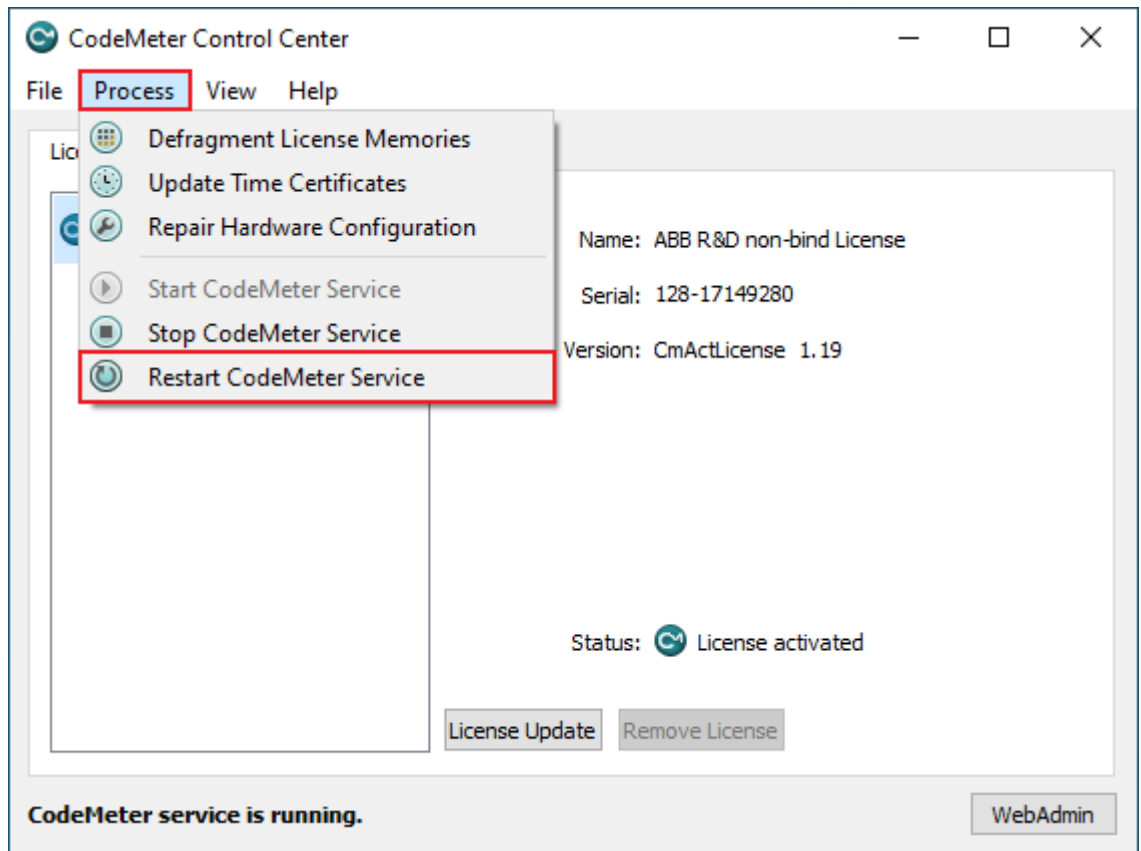 CodeMeter Control Center
File Process View Help
Defragment License Memories
Update Time Certificates
Repair Hardware Configuration
Start CodeMeter Service
Stop CodeMeter Service
Restart CodeMeter Service
Name: ABB R&D non-bind License
Serial: 128-17149280
Version: CmActLicense 1.19
Status: License activated
License Update Remove License
CodeMeter service is running.
WebAdmin